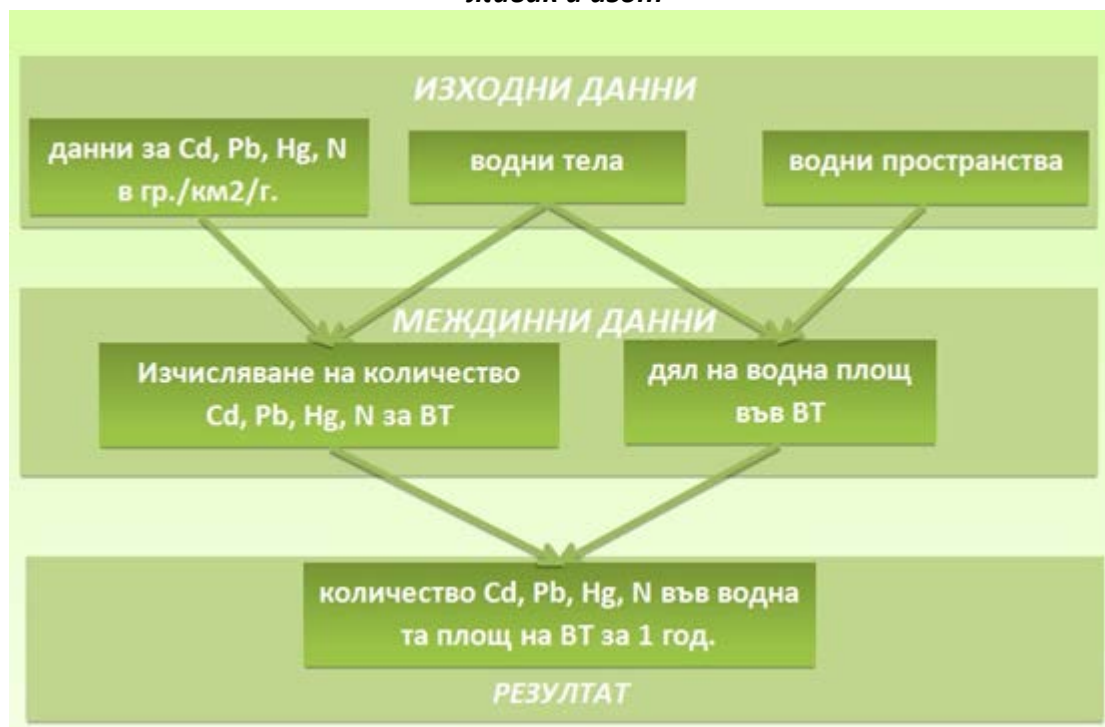 живак и азот
ИЗХОДНИ ДАННИ
данни за Cd, Pb, Hg, N
в гр./км2/г.
водни тела
водни пространства
МЕЖДИННИ ДАННИ
Изчисляване на количество
Cd, Pb, Hg, N за ВТ
дял на водна площ
във ВТ
количество Cd, Pb, Hg, N във водна
та площ на ВТ за 1 год.
РЕЗУЛТАТ